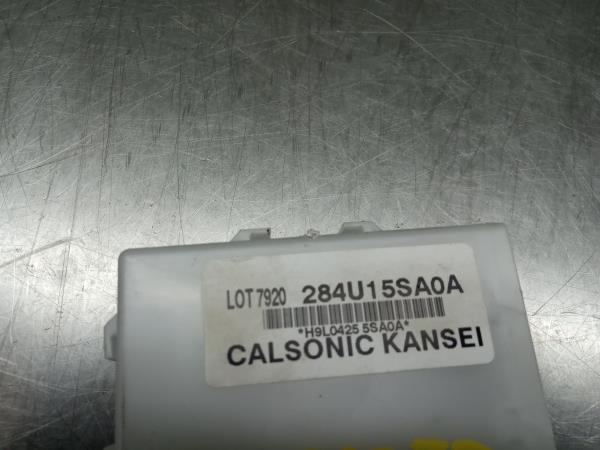 LOT 7920 284U15SA0A
*H9L0425 5SA0A*
CALSONIC KANSEI